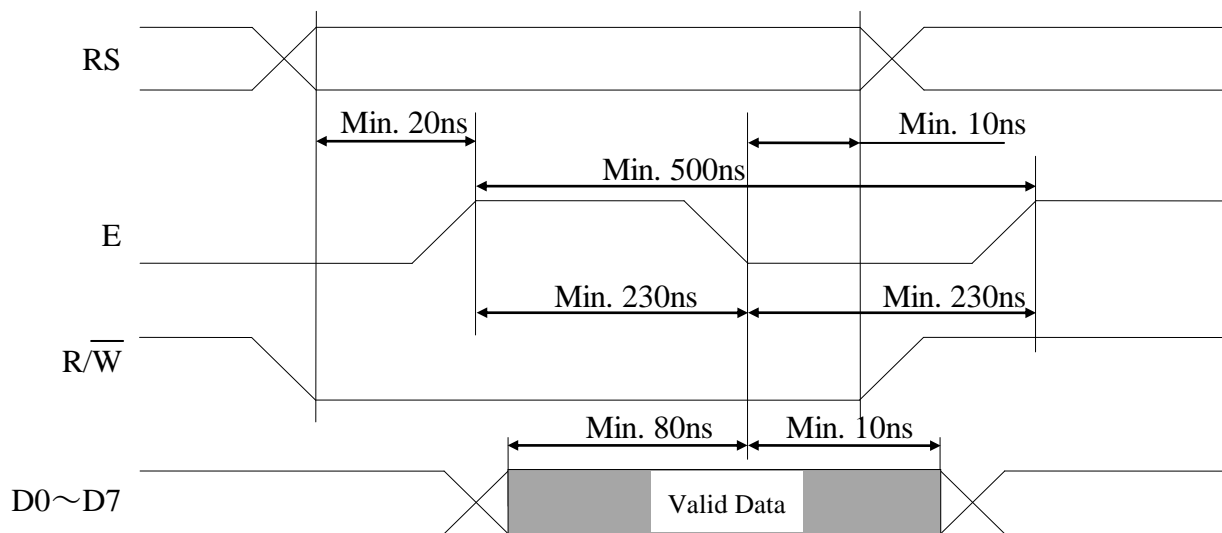 RS
Min. 20ns
Min. 10ns
Min. 500ns
E
Min. 230ns
Min. 230ns
R/W̅
Min. 80ns
Min. 10ns
D0～D7
Valid Data